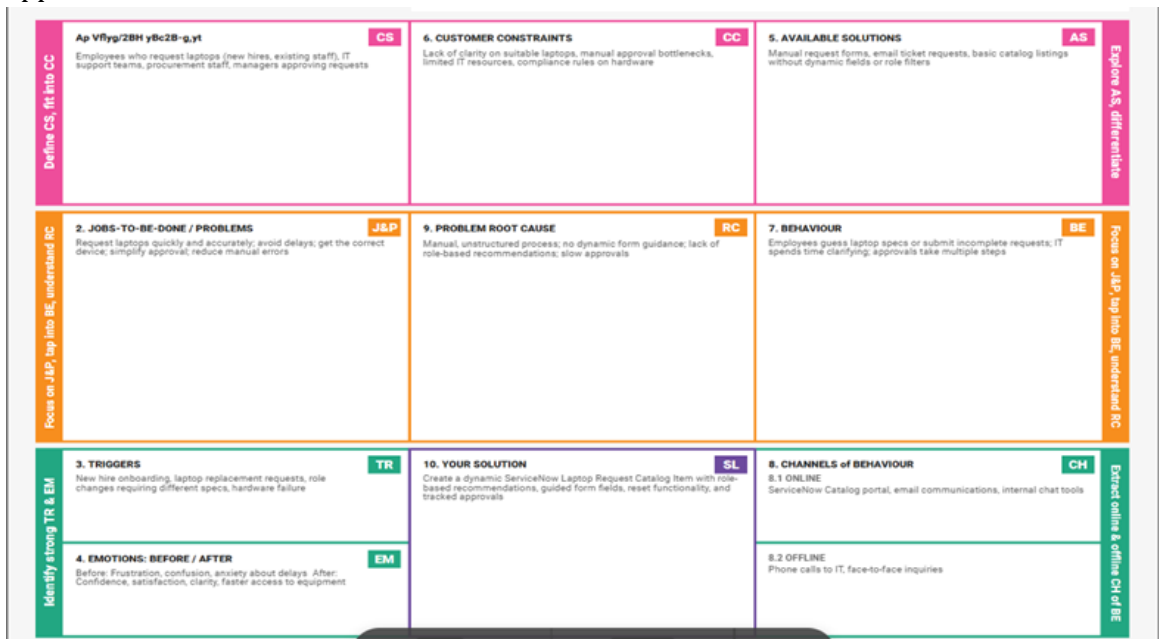 Define CS, fit into CC
Ap Vflyg/2BH yBc2B-g,yt
CS
Employees who request laptops (new hires, existing staff), IT
support teams, procurement staff, managers approving requests
6. CUSTOMER CONSTRAINTS
CC
Lack of clarity on suitable laptops, manual approval bottlenecks,
limited IT resources, compliance rules on hardware
5. AVAILABLE SOLUTIONS
AS
Manual request forms, email ticket requests, basic catalog listings
without dynamic fields or role filters
Explore AS, differentiate
Focus on J&P, tap into BE, understand RC
2. JOBS-TO-BE-DONE / PROBLEMS
J&P
Request laptops quickly and accurately; avoid delays; get the correct
device; simplify approval; reduce manual errors
9. PROBLEM ROOT CAUSE
RC
Manual, unstructured process; no dynamic form guidance; lack of
role-based recommendations; slow approvals
7. BEHAVIOUR
BE
Employees guess laptop specs or submit incomplete requests; IT
spends time clarifying; approvals take multiple steps
Focus on J&P, tap into BE, understand RC
Identify strong TR & EM
3. TRIGGERS
TR
New hire onboarding, laptop replacement requests, role
changes requiring different specs, hardware failure
4. EMOTIONS: BEFORE / AFTER
EM
Before: Frustration, confusion, anxiety about delays After:
Confidence, satisfaction, clarity, faster access to equipment
10. YOUR SOLUTION
SL
Create a dynamic ServiceNow Laptop Request Catalog Item with role-
based recommendations, guided form fields, reset functionality, and
tracked approvals
8. CHANNELS of BEHAVIOUR
CH
8.1 ONLINE
ServiceNow Catalog portal, email communications, internal chat tools
8.2 OFFLINE
Phone calls to IT, face-to-face inquiries
Extract online & offline CH of BE